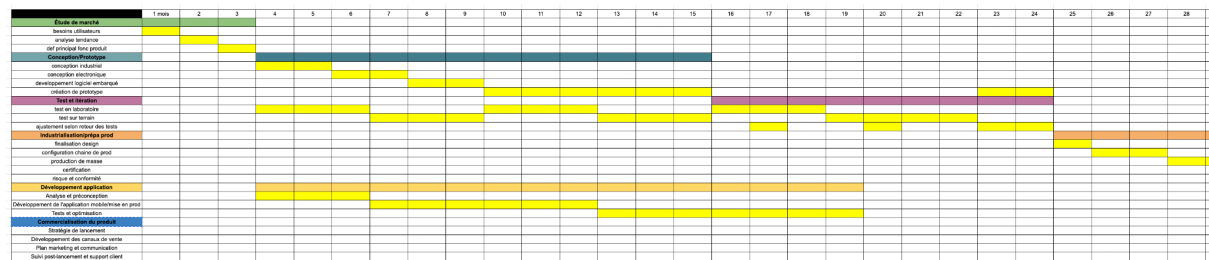 1 mois 2 3 4 5 6 7 8 9 10 11 12 13 14 15 16 17 18 19 20 21 22 23 24 25 26 27 28
Étude de marché
besoins utilisateurs
analyse tendance
def principal fonc produit
Conception/Prototype
conception industriel
conception electronique
developpement logiciel embarqué
création de prototype
Test et itération
test en laboratoire
test sur terrain
ajustement selon retour des tests
Industrialisation/prépa prod
finalisation design
configuration chaine de prod
production de masse
certification
risque et conformité
Développement application
Analyse et préconception
Développement de l'application mobile/mise en prod
Tests et optimisation
Commercialisation du produit
Stratégie de lancement
Développement des canaux de vente
Plan marketing et communication
Suivi post-lancement et support client